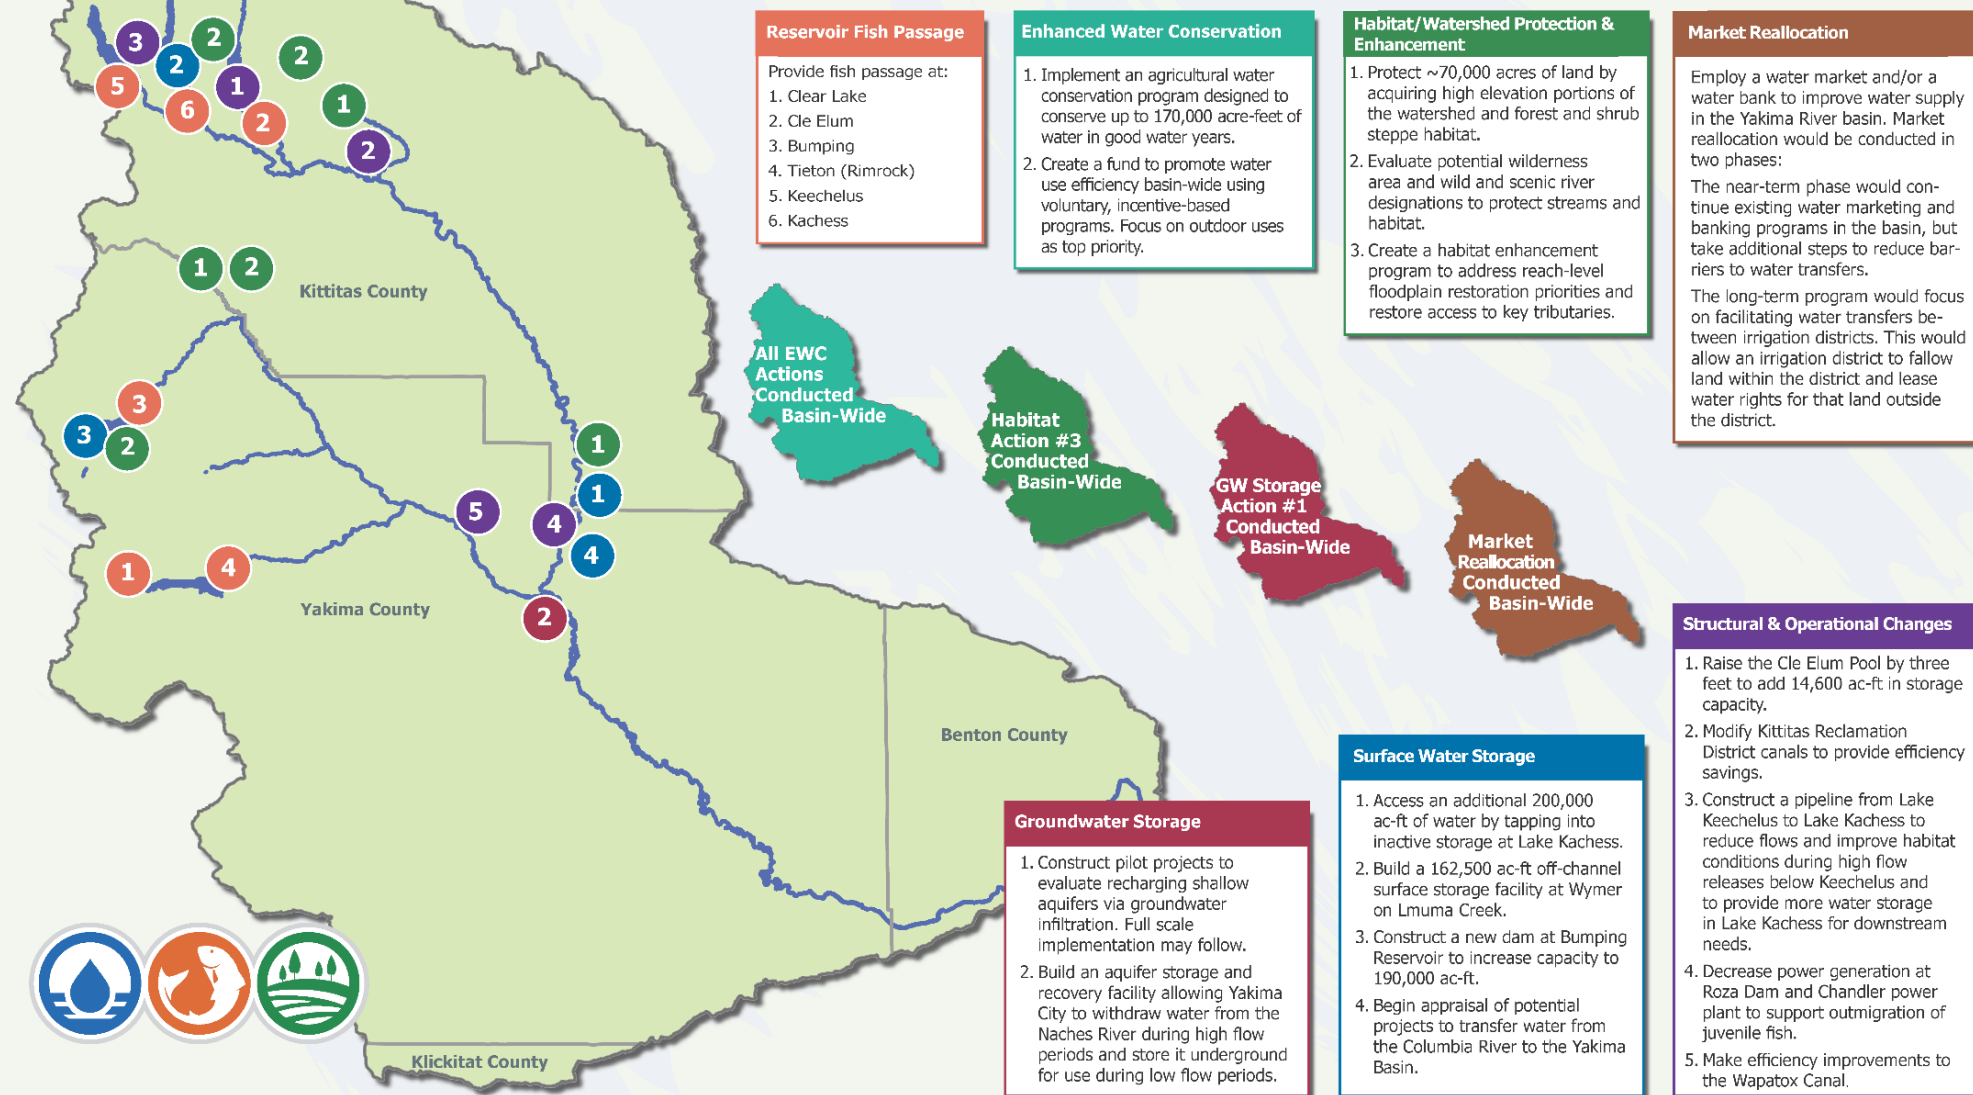 3
2
2
2
5
1
6
2
1
2
1
2
Kittitas County
3
3
2
1
1
5
4
4
1
4
Yakima County
2
Benton County
Klickitat County
Reservoir Fish Passage
Provide fish passage at:
1. Clear Lake
2. Cle Elum
3. Bumping
4. Tieton (Rimrock)
5. Keechelus
6. Kachess
Enhanced Water Conservation
1. Implement an agricultural water
conservation program designed to
conserve up to 170,000 acre-feet of
water in good water years.
2. Create a fund to promote water
use efficiency basin-wide using
voluntary, incentive-based
programs. Focus on outdoor uses
as top priority.
Habitat/Watershed Protection &
Enhancement
1. Protect ~70,000 acres of land by
acquiring high elevation portions of
the watershed and forest and shrub
steppe habitat.
2. Evaluate potential wilderness
area and wild and scenic river
designations to protect streams and
habitat.
3. Create a habitat enhancement
program to address reach-level
floodplain restoration priorities and
restore access to key tributaries.
Market Reallocation
Employ a water market and/or a
water bank to improve water supply
in the Yakima River basin. Market
reallocation would be conducted in
two phases:
The near-term phase would con-
tinue existing water marketing and
banking programs in the basin, but
take additional steps to reduce bar-
riers to water transfers.
The long-term program would focus
on facilitating water transfers be-
tween irrigation districts. This would
allow an irrigation district to fallow
land within the district and lease
water rights for that land outside
the district.
All EWC
Actions
Conducted
Basin-Wide
Habitat
Action #3
Conducted
Basin-Wide
GW Storage
Action #1
Conducted
Basin-Wide
Market
Reallocation
Conducted
Basin-Wide
Groundwater Storage
1. Construct pilot projects to
evaluate recharging shallow
aquifers via groundwater
infiltration. Full scale
implementation may follow.
2. Build an aquifer storage and
recovery facility allowing Yakima
City to withdraw water from the
Naches River during high flow
periods and store it underground
for use during low flow periods.
Surface Water Storage
1. Access an additional 200,000
ac-ft of water by tapping into
inactive storage at Lake Kachess.
2. Build a 162,500 ac-ft off-channel
surface storage facility at Wymer
on Lmuma Creek.
3. Construct a new dam at Bumping
Reservoir to increase capacity to
190,000 ac-ft.
4. Begin appraisal of potential
projects to transfer water from
the Columbia River to the Yakima
Basin.
Structural & Operational Changes
1. Raise the Cle Elum Pool by three
feet to add 14,600 ac-ft in storage
capacity.
2. Modify Kittitas Reclamation
District canals to provide efficiency
savings.
3. Construct a pipeline from Lake
Keechelus to Lake Kachess to
reduce flows and improve habitat
conditions during high flow
releases below Keechelus and
to provide more water storage
in Lake Kachess for downstream
needs.
4. Decrease power generation at
Roza Dam and Chandler power
plant to support outmigration of
juvenile fish.
5. Make efficiency improvements to
the Wapatox Canal.